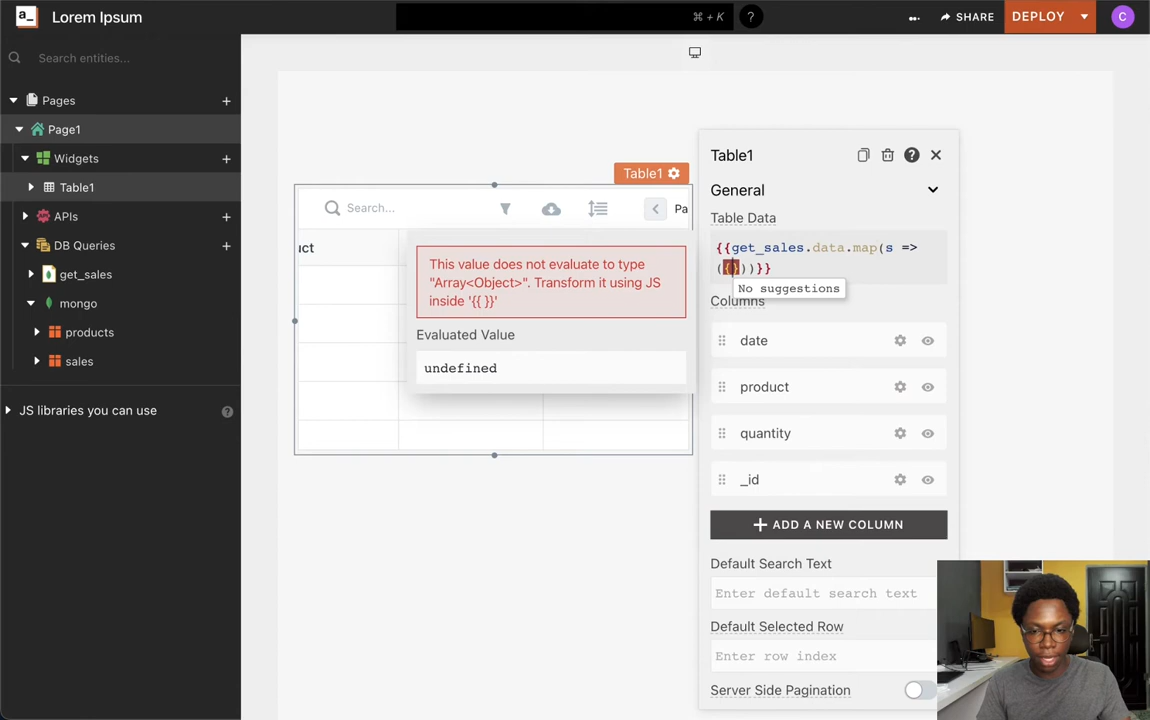 a_ Lorem Ipsum
⌘ + K
?
SHARE
DEPLOY
C
Search entities...
Pages
Page1
Widgets
Table1
APIs
DB Queries
get_sales
mongo
products
sales
JS libraries you can use
?
Table1
Search...
Pa
uct
This value does not evaluate to type
"Array<Object>". Transform it using JS
inside '{{ }}'
Evaluated Value
undefined
Table1
?
General
Table Data
{{get_sales.data.map(s =>
({}))}}
No suggestions
Columns
date
product
quantity
_id
+ ADD A NEW COLUMN
Default Search Text
Enter default search text
Default Selected Row
Enter row index
Server Side Pagination